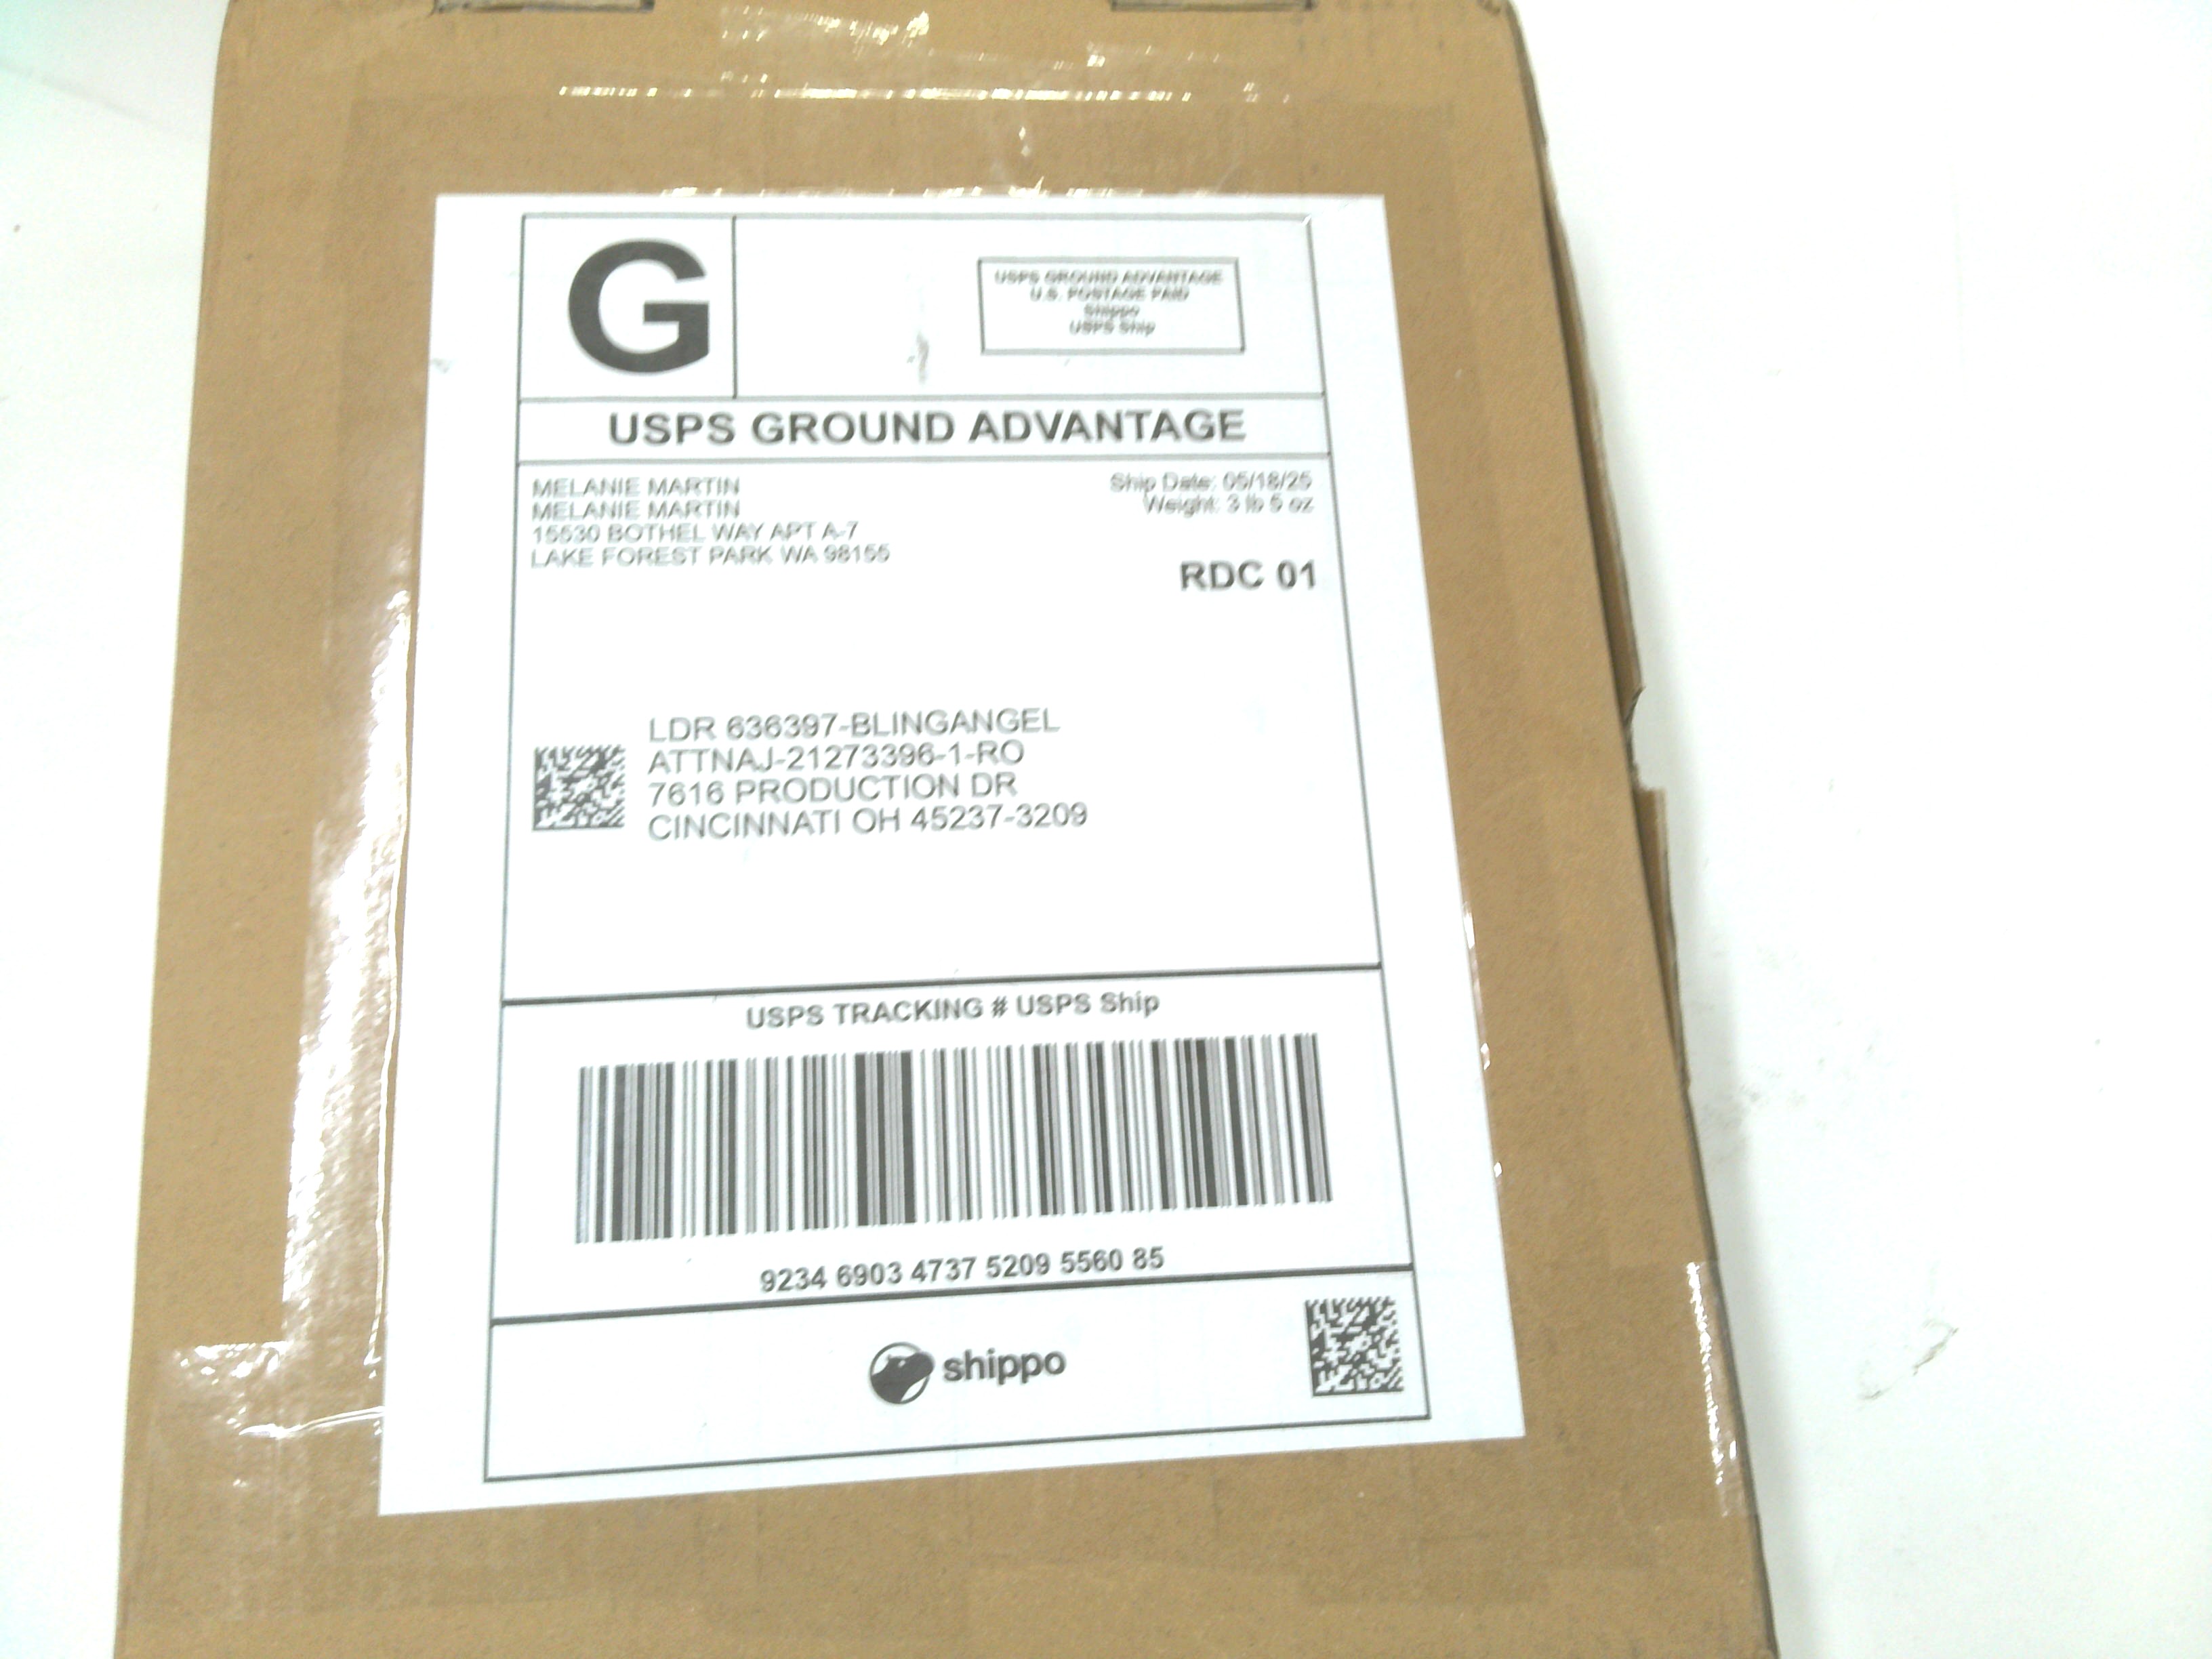 G
USPS GROUND ADVANTAGE
U.S. POSTAGE PAID
Shippo
USPS Ship
USPS GROUND ADVANTAGE
MELANIE MARTIN
MELANIE MARTIN
15530 BOTHEL WAY APT A-7
LAKE FOREST PARK WA 98155
Ship Date: 05/18/25
Weight: 3 lb 5 oz
RDC 01
LDR 636397-BLINGANGEL
ATTNAJ-21273396-1-RO
7616 PRODUCTION DR
CINCINNATI OH 45237-3209
USPS TRACKING # USPS Ship
9234 6903 4737 5209 5560 85
shippo